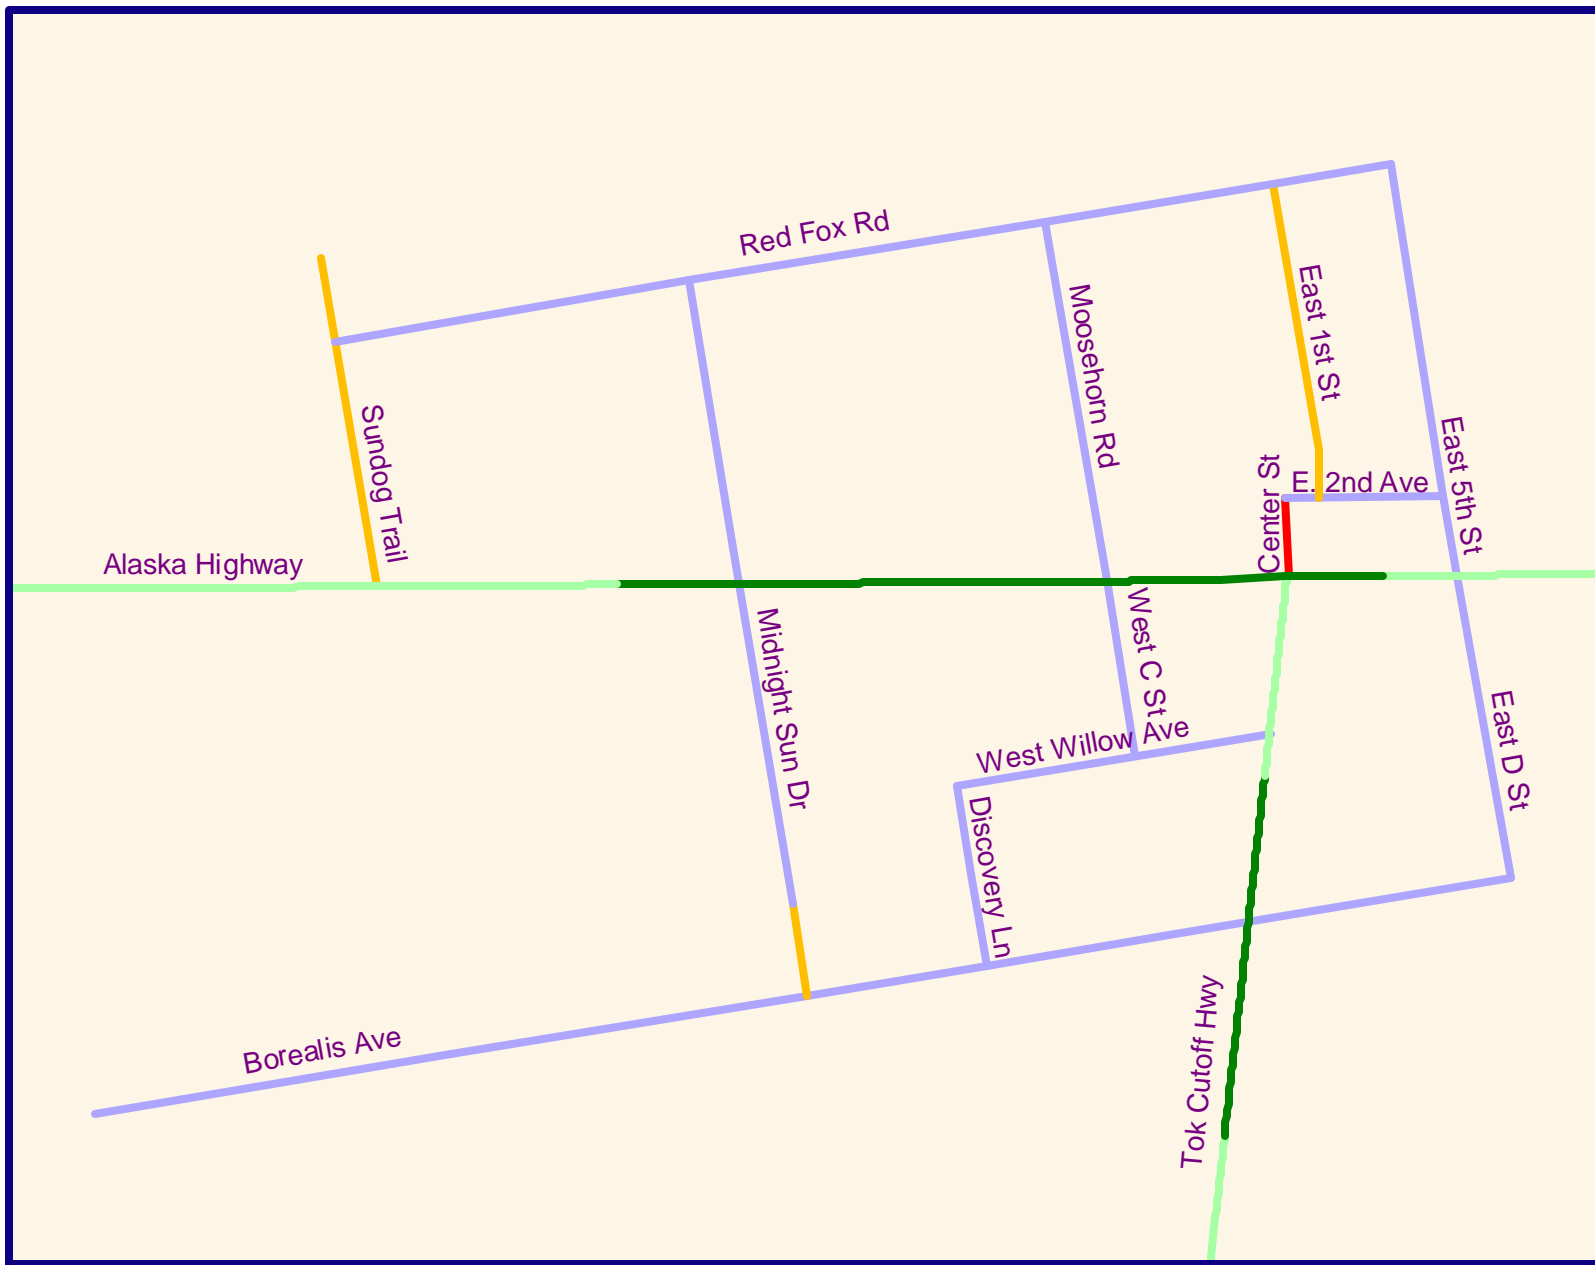 Red Fox Rd
East 1st St
Moosehorn Rd
Sundog Trail
East 5th St
Center St
E. 2nd Ave
Alaska Highway
West C St
Midnight Sun Dr
East D St
West Willow Ave
Discovery Ln
Tok Cutoff Hwy
Borealis Ave